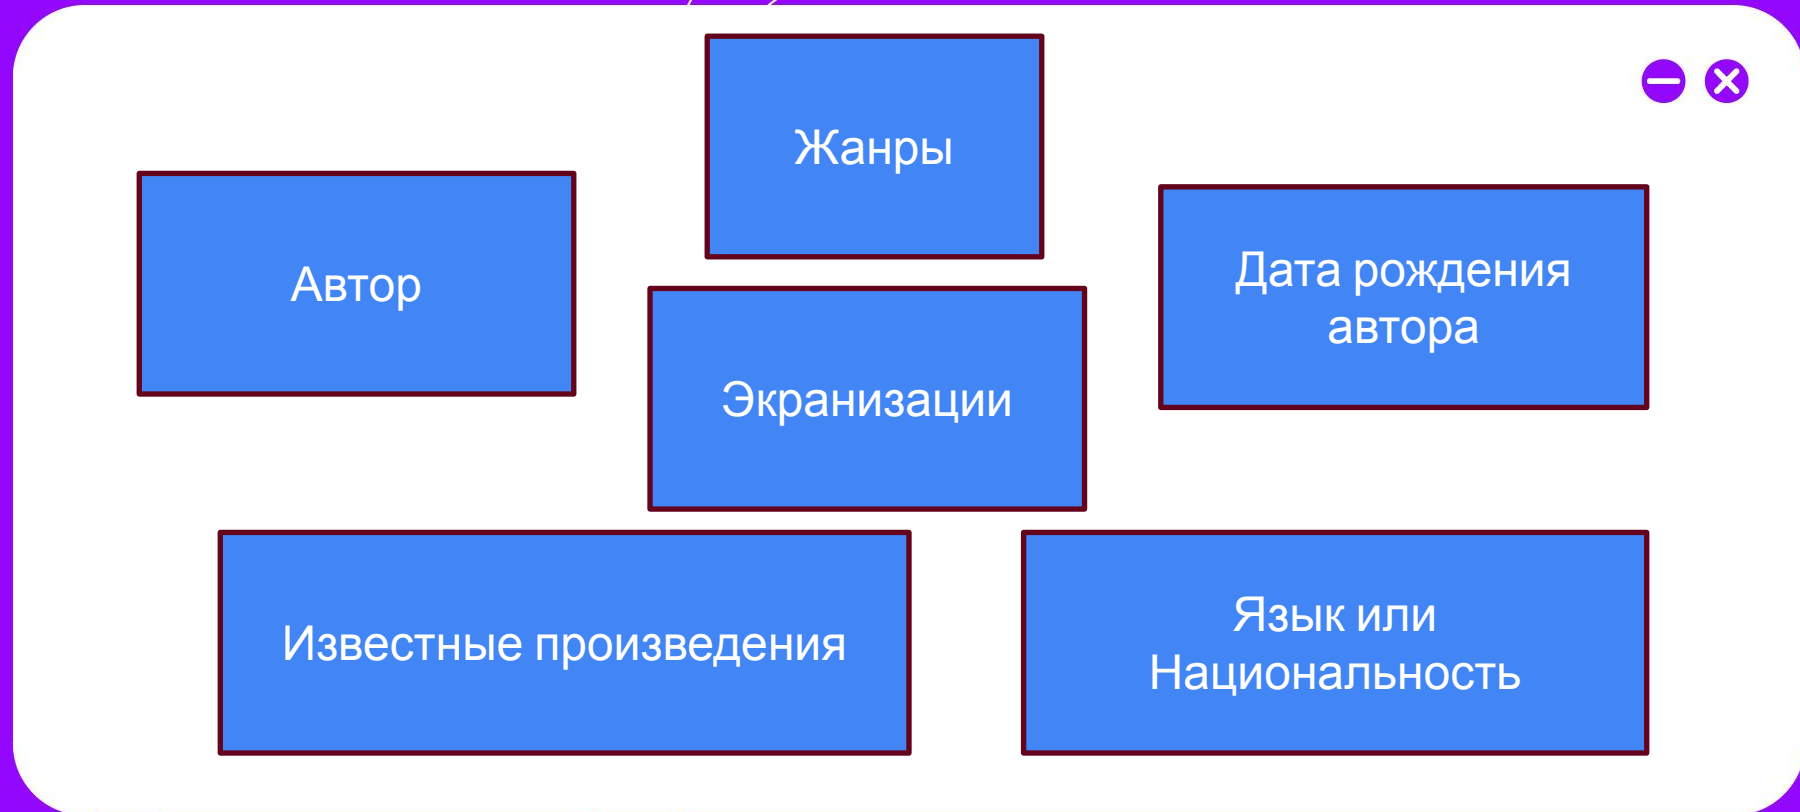 Жанры
Автор
Дата рождения
автора
Экранизации
Известные произведения
Язык или
Национальность